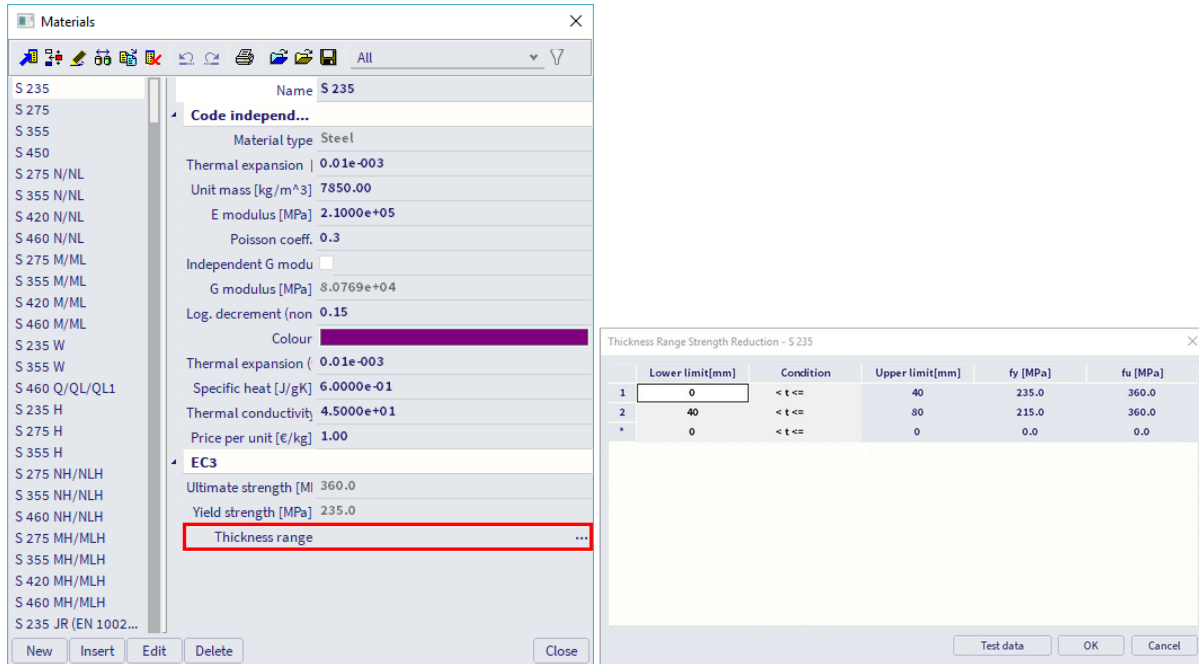 Materials
All
S 235
S 275
S 355
S 450
S 275 N/NL
S 355 N/NL
S 420 N/NL
S 460 N/NL
S 275 M/ML
S 355 M/ML
S 420 M/ML
S 460 M/ML
S 235 W
S 355 W
S 460 Q/QL/QL1
S 235 H
S 275 H
S 355 H
S 275 NH/NLH
S 355 NH/NLH
S 460 NH/NLH
S 275 MH/MLH
S 355 MH/MLH
S 420 MH/MLH
S 460 MH/MLH
S 235 JR (EN 1002...
Name S 235
Code independ...
Material type Steel
Thermal expansion | 0.01e-003
Unit mass [kg/m^3] 7850.00
E modulus [MPa] 2.1000e+05
Poisson coeff. 0.3
Independent G modu
G modulus [MPa] 8.0769e+04
Log. decrement (non 0.15
Colour
Thermal expansion ( 0.01e-003
Specific heat [J/gK] 6.0000e-01
Thermal conductivity 4.5000e+01
Price per unit [€/kg] 1.00
EC3
Ultimate strength [MI 360.0
Yield strength [MPa] 235.0
Thickness range ...
New Insert Edit Delete Close
Thickness Range Strength Reduction - S 235
Lower limit[mm] Condition Upper limit[mm] fy [MPa] fu [MPa]
1 0 < t <= 40 235.0 360.0
2 40 < t <= 80 215.0 360.0
* 0 < t <= 0 0.0 0.0
Test data OK Cancel